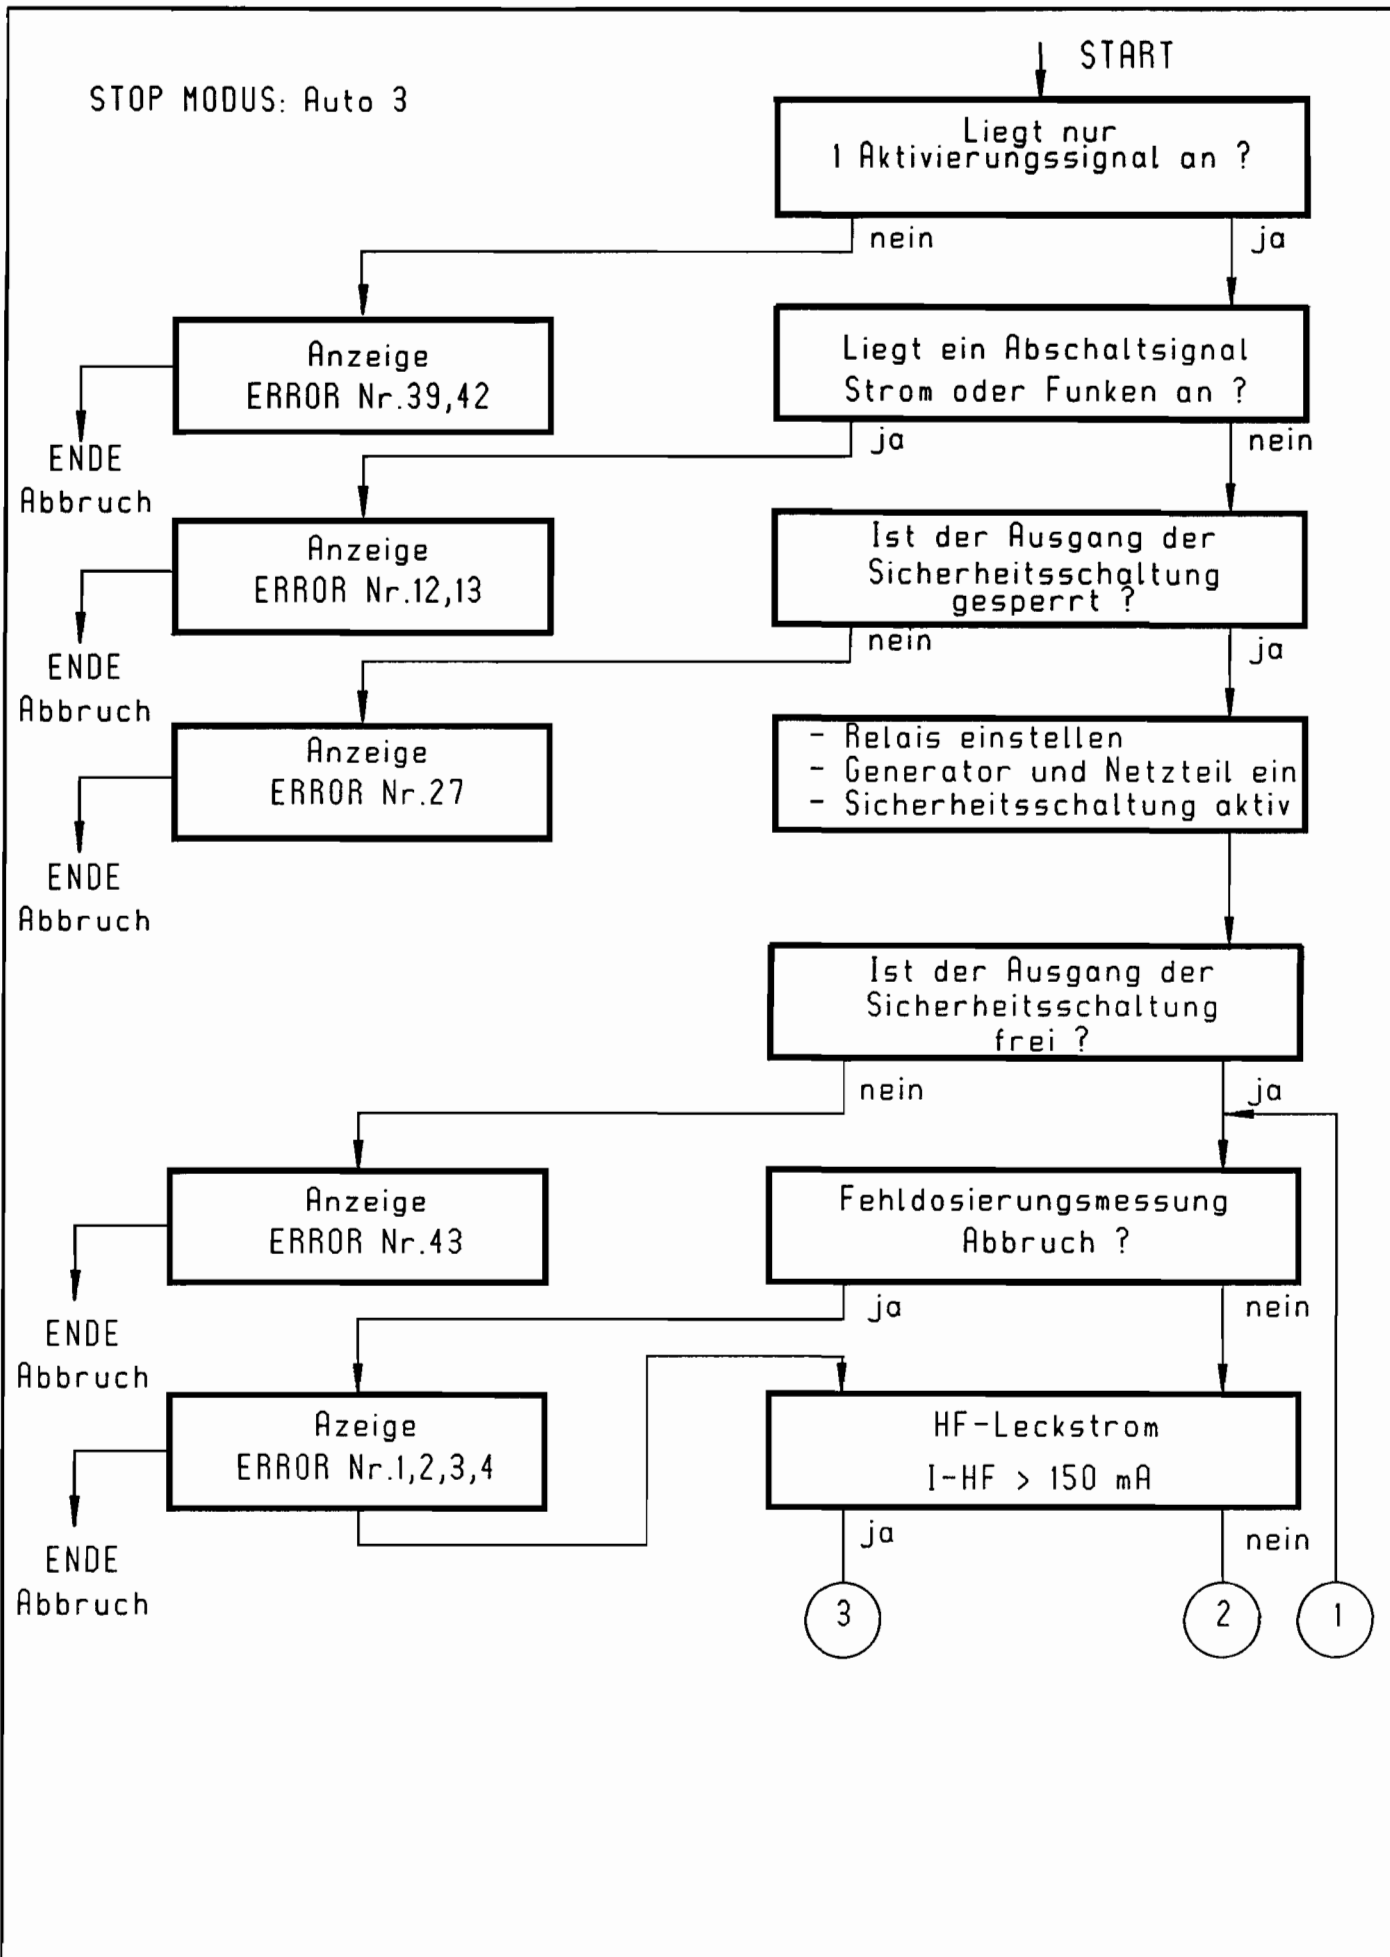 START
STOP MODUS: Auto 3
Liegt nur
1 Aktivierungssignal an ?
nein
ja
Anzeige
ERROR Nr.39,42
Liegt ein Abschaltsignal
Strom oder Funken an ?
ENDE
Abbruch
ja
nein
Anzeige
ERROR Nr.12,13
Ist der Ausgang der
Sicherheitsschaltung
gesperrt ?
ENDE
Abbruch
nein
ja
Anzeige
ERROR Nr.27
- Relais einstellen
- Generator und Netzteil ein
- Sicherheitsschaltung aktiv
ENDE
Abbruch
Ist der Ausgang der
Sicherheitsschaltung
frei ?
nein
ja
Anzeige
ERROR Nr.43
Fehldosierungsmessung
Abbruch ?
ENDE
Abbruch
ja
nein
Azeige
ERROR Nr.1,2,3,4
HF-Leckstrom
I-HF > 150 mA
ENDE
Abbruch
ja
nein
3
2
1